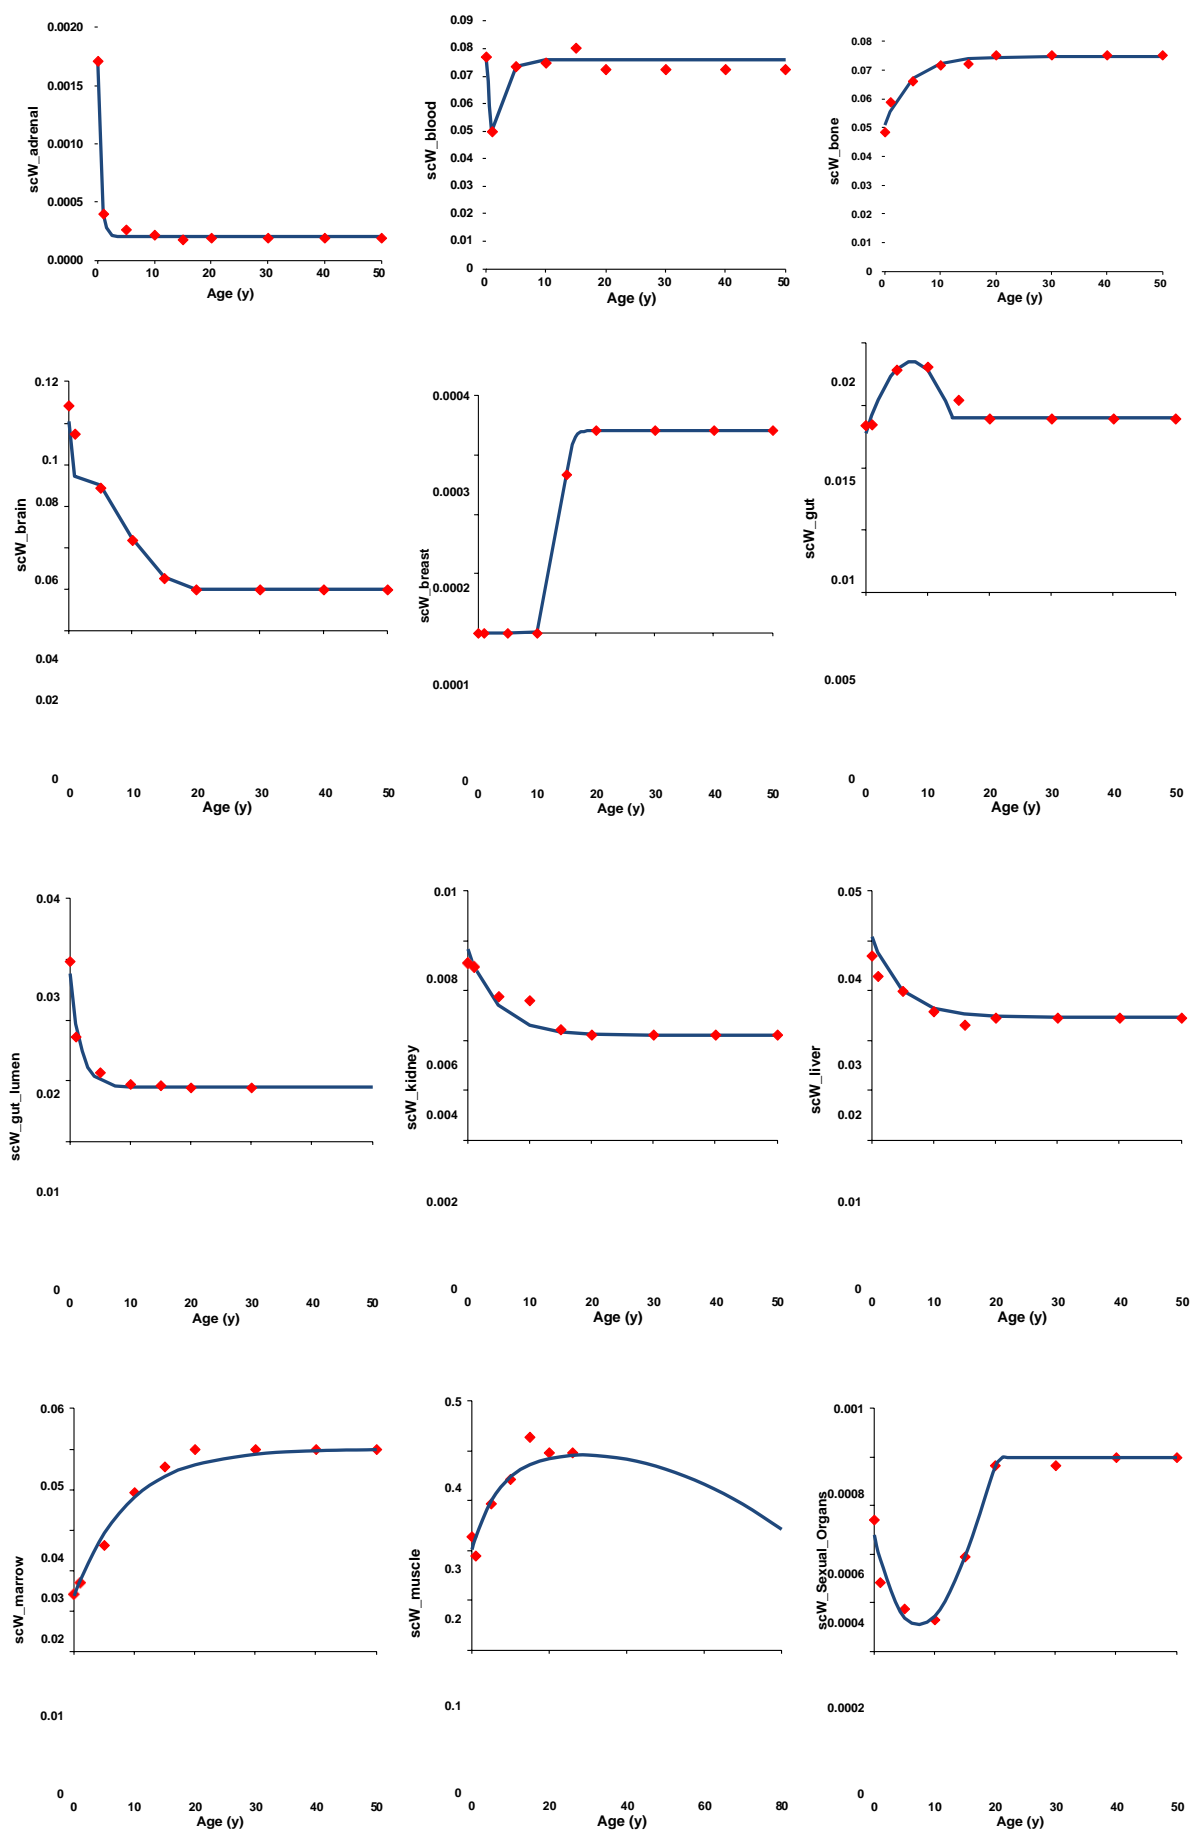 0.0020
0.0015
0.0010
0.0005
0.0000
scW_adrenal
0 10 20 30 40 50
Age (y)
0.09
0.08
0.07
0.06
0.05
0.04
0.03
0.02
0.01
0
scW_blood
0 10 20 30 40 50
Age (y)
0.08
0.07
0.06
0.05
0.04
0.03
0.02
0.01
0
scW_bone
0 10 20 30 40 50
Age (y)
0.12
0.1
0.08
0.06
0.04
0.02
0
scW_brain
0 10 20 30 40 50
Age (y)
0.0004
0.0003
0.0002
0.0001
0
scW_breast
0 10 20 30 40 50
Age (y)
0.02
0.015
0.01
0.005
0
scW_gut
0 10 20 30 40 50
Age (y)
0.04
0.03
0.02
0.01
0
scW_gut_lumen
0 10 20 30 40 50
Age (y)
0.01
0.008
0.006
0.004
0.002
0
scW_kidney
0 10 20 30 40 50
Age (y)
0.05
0.04
0.03
0.02
0.01
0
scW_liver
0 10 20 30 40 50
Age (y)
0.06
0.05
0.04
0.03
0.02
0.01
0
scW_marrow
0 10 20 30 40 50
Age (y)
0.5
0.4
0.3
0.2
0.1
0
scW_muscle
0 20 40 60 80
Age (y)
0.001
0.0008
0.0006
0.0004
0.0002
0
scW_Sexual_Organs
0 10 20 30 40 50
Age (y)